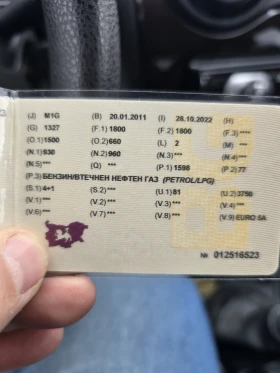 (J) M1G (B) 20.01.2011 (I) 28.10.2022 (H)
(G) 1327 (F.1) 1800 (F.2) 1800 (F.3) ****
(O.1) 1500 (O.2) 660 (L) 2 (M) ***
(N.1) 930 (N.2) 960 (N.3) *** (N.4) ***
(N.5) *** (Q) *** (P.1) 1598 (P.2) 77
(P.3) БЕНЗИН/ВТЕЧНЕН НЕФТЕН ГАЗ (PETROL/LPG)
(S.1) 4+1 (S.2) *** (U.1) 81 (U.2) 3750
(V.1) *** (V.2) *** (V.3) *** (V.4) ***
(V.6) *** (V.7) *** (V.8) *** (V.9) EURO 5A
№ 012516523